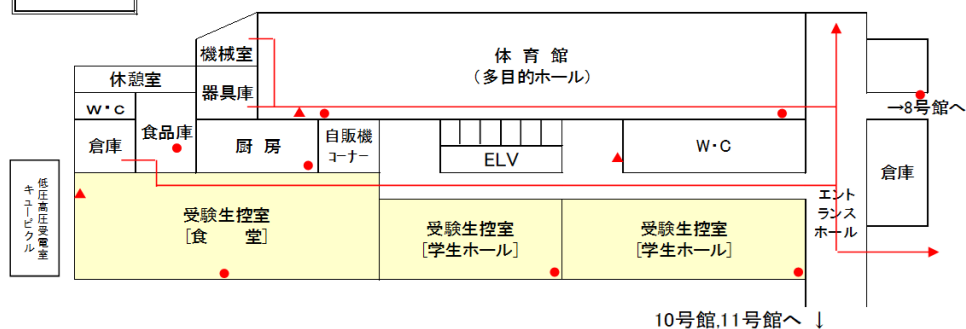 体 育 館
(多目的ホール)
機械室
休憩室
器具庫
W・C
→8号館へ
倉庫
食品庫
厨 房
自販機
コーナー
ELV
W・C
倉庫
低圧高圧受電室
キュービクル
受験生控室
[食 堂]
受験生控室
[学生ホール]
受験生控室
[学生ホール]
エント
ランス
ホール
10号館,11号館へ ↓